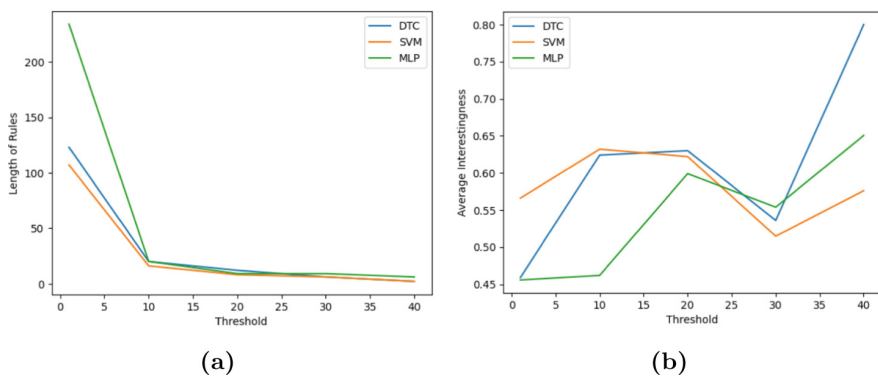 Length of Rules
200
150
100
50
0
DTC
SVM
MLP
0 5 10 15 20 25 30 35 40
Threshold
(a)
Average Interestingness
0.80
0.75
0.70
0.65
0.60
0.55
0.50
0.45
DTC
SVM
MLP
0 5 10 15 20 25 30 35 40
Threshold
(b)